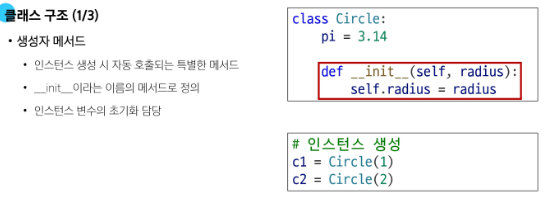 클래스 구조 (1/3)
• 생성자 메서드
• 인스턴스 생성 시 자동 호출되는 특별한 메서드
• __init__이라는 이름의 메서드로 정의
• 인스턴스 변수의 초기화 담당
class Circle:
    pi = 3.14
    def __init__(self, radius):
        self.radius = radius
# 인스턴스 생성
c1 = Circle(1)
c2 = Circle(2)